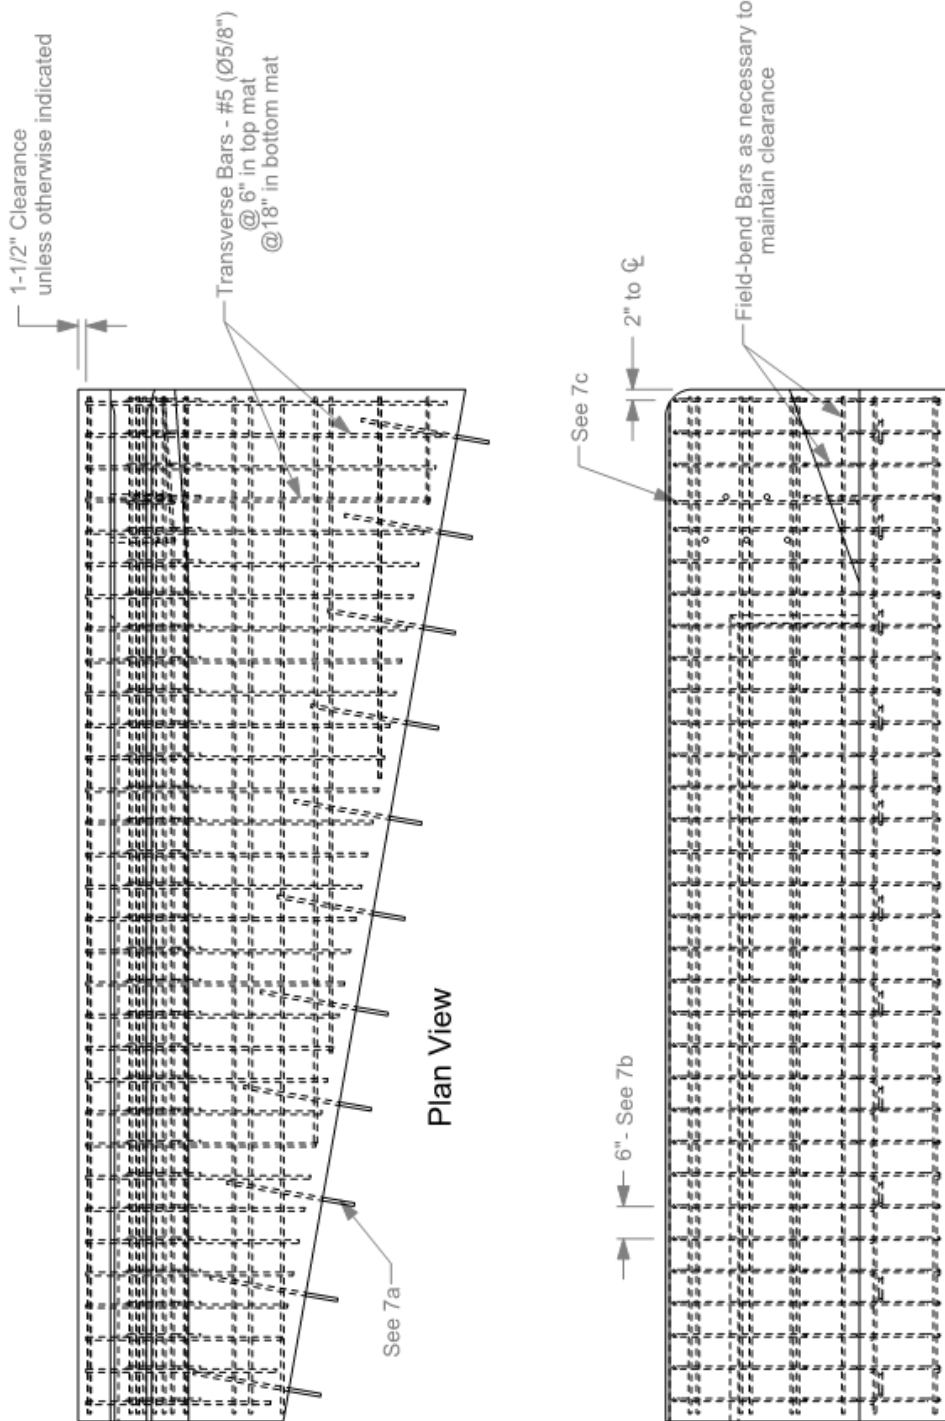 1-1/2" Clearance
unless otherwise indicated
Transverse Bars - #5 (Ø5/8")
@ 6" in top mat
@18" in bottom mat
See 7a
Plan View
2" to ℄
See 7c
6" - See 7b
Field-bend Bars as necessary to
maintain clearance